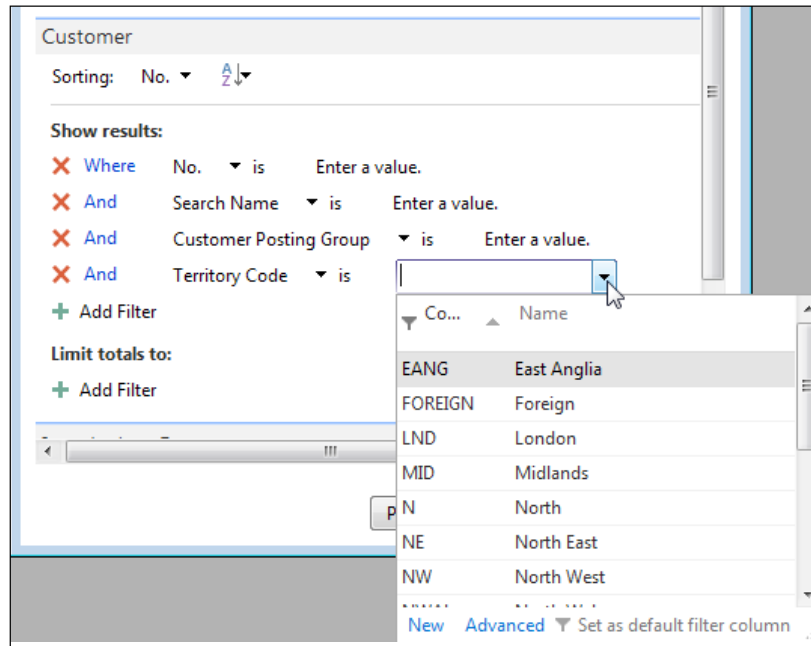 Customer
Sorting: No. A Z
Show results:
Where No. is Enter a value.
And Search Name is Enter a value.
And Customer Posting Group is Enter a value.
And Territory Code is
Add Filter
Limit totals to:
Add Filter
Co... Name
EANG East Anglia
FOREIGN Foreign
LND London
MID Midlands
N North
NE North East
NW North West
New Advanced Set as default filter column